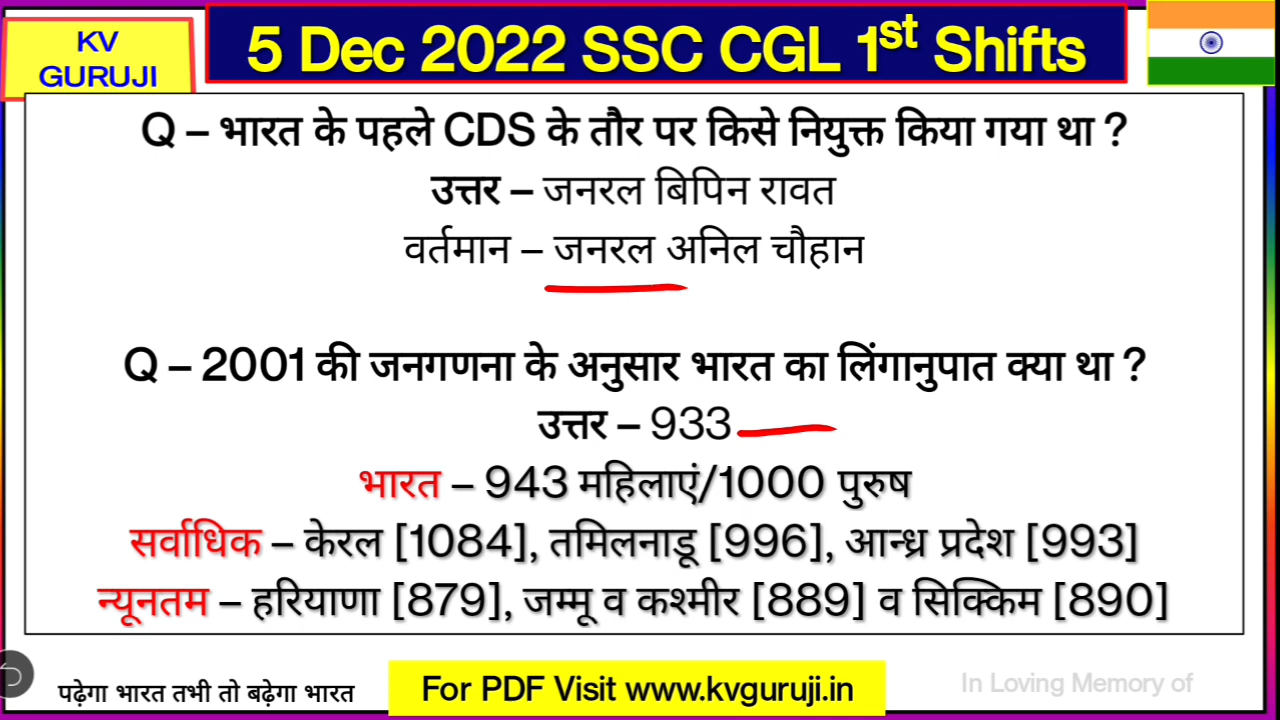 KV
GURUJI
5 Dec 2022 SSC CGL 1st Shifts
Q – भारत के पहले CDS के तौर पर किसे नियुक्त किया गया था ?
उत्तर – जनरल बिपिन रावत
वर्तमान – जनरल अनिल चौहान
Q – 2001 की जनगणना के अनुसार भारत का लिंगानुपात क्या था ?
उत्तर – 933
भारत – 943 महिलाएं/1000 पुरुष
सर्वाधिक – केरल [1084], तमिलनाडू [996], आन्ध्र प्रदेश [993]
न्यूनतम – हरियाणा [879], जम्मू व कश्मीर [889] व सिक्किम [890]
पढ़ेगा भारत तभी तो बढ़ेगा भारत
For PDF Visit www.kvguruji.in
In Loving Memory of